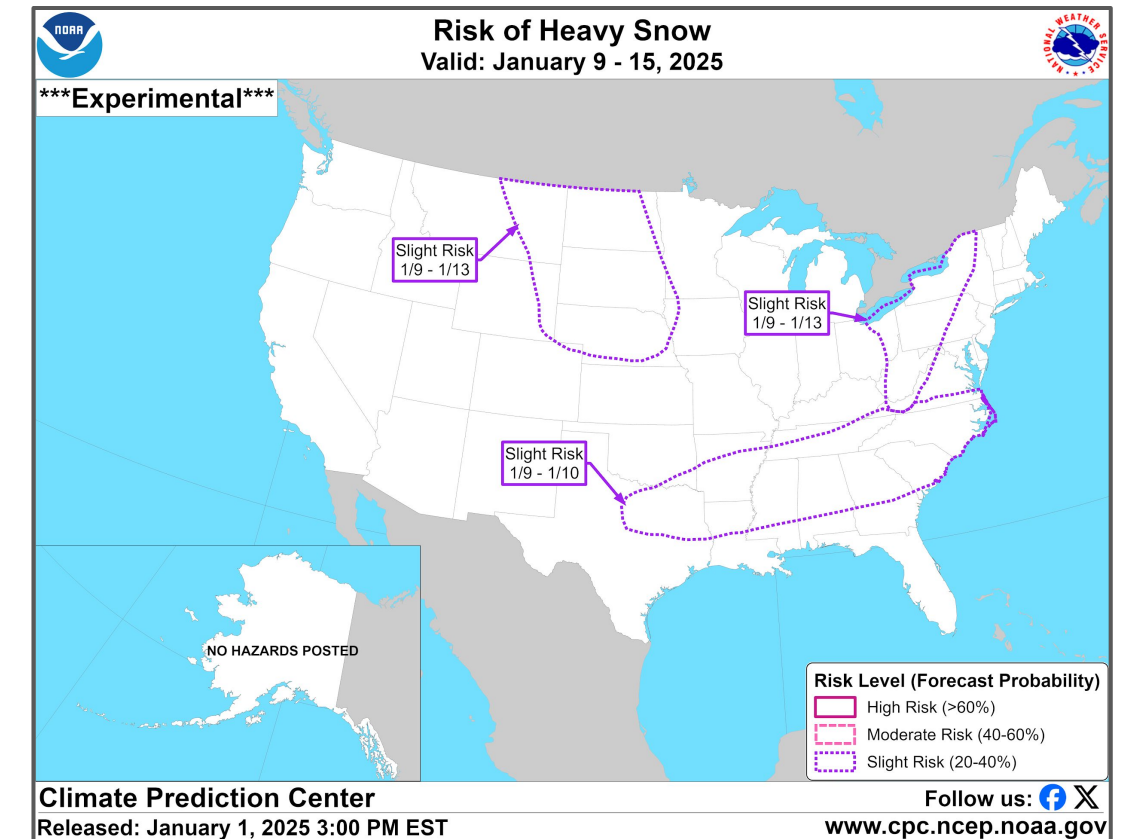 NOAA
Risk of Heavy Snow
Valid: January 9 - 15, 2025
NATIONAL WEATHER SERVICE
***Experimental***
Slight Risk
1/9 - 1/13
Slight Risk
1/9 - 1/13
Slight Risk
1/9 - 1/10
NO HAZARDS POSTED
Risk Level (Forecast Probability)
High Risk (>60%)
Moderate Risk (40-60%)
Slight Risk (20-40%)
Climate Prediction Center
Follow us:
Released: January 1, 2025 3:00 PM EST
www.cpc.ncep.noaa.gov